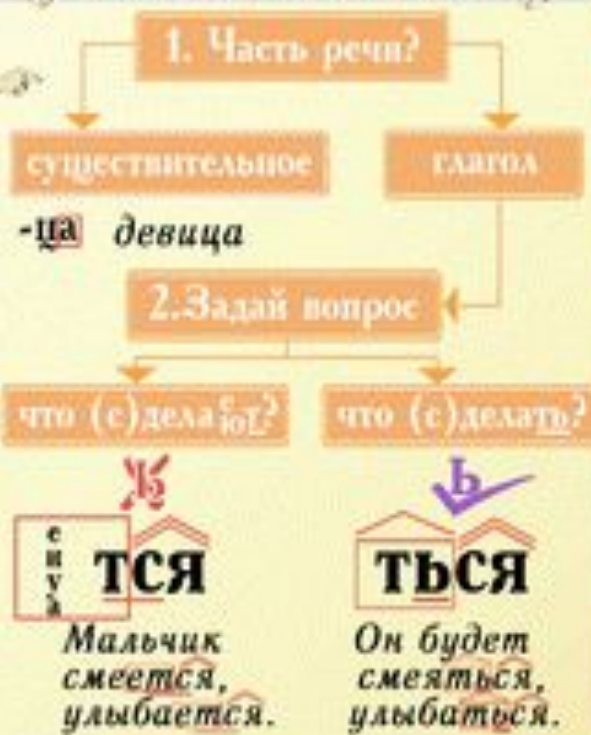 1. Часть речи?
существительное глагол
-ца девица
2.Задай вопрос
что (с)делает?
ют?
что (с)делать?
ь ь
е
и
у
а
тся ться
Мальчик Он будет
смеется, смеяться,
улыбается. улыбаться.